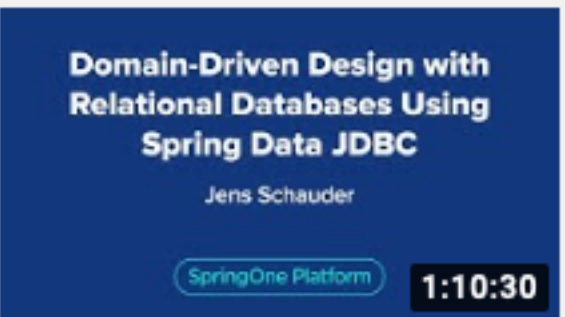 Domain-Driven Design with
Relational Databases Using
Spring Data JDBC
Jens Schauder
SpringOne Platform
1:10:30